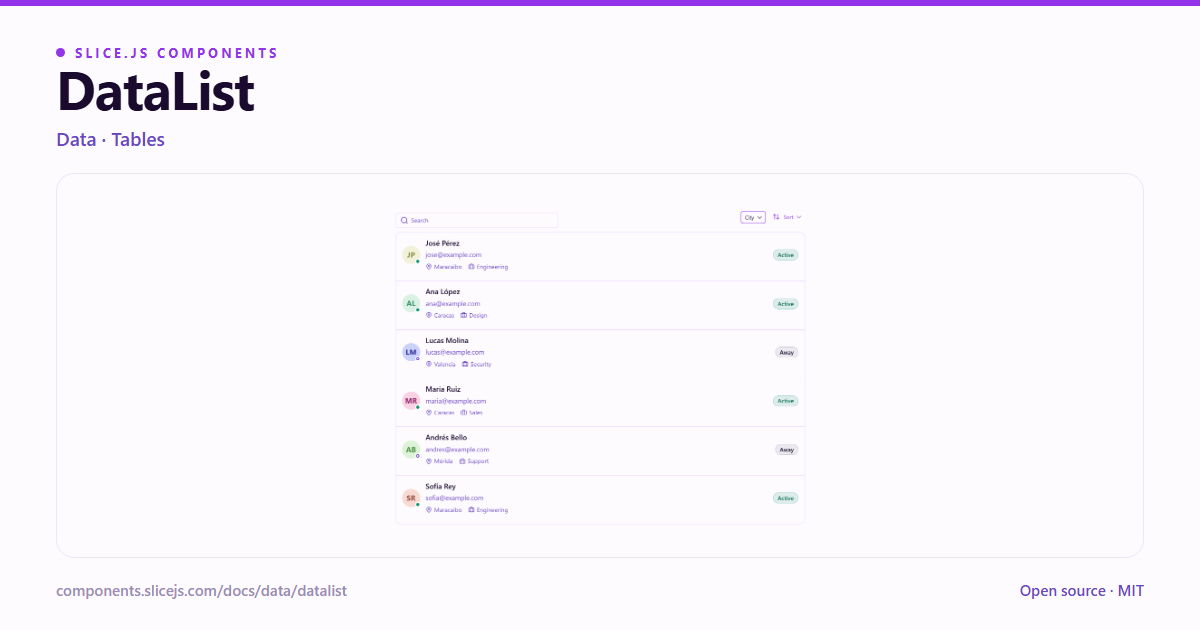 SLICE.JS COMPONENTS
DataList
Data · Tables
Search
City
Sort
José Pérez
JP
jose@example.com
Active
Maracaibo Engineering
Ana López
AL
ana@example.com
Active
Caracas Design
Lucas Molina
LM
lucas@example.com
Away
Valencia Security
María Ruiz
MR
maria@example.com
Active
Caracas Sales
Andrés Bello
AB
andres@example.com
Away
Mérida Support
Sofía Rey
SR
sofia@example.com
Active
Maracaibo Engineering
components.slicejs.com/docs/data/datalist
Open source · MIT